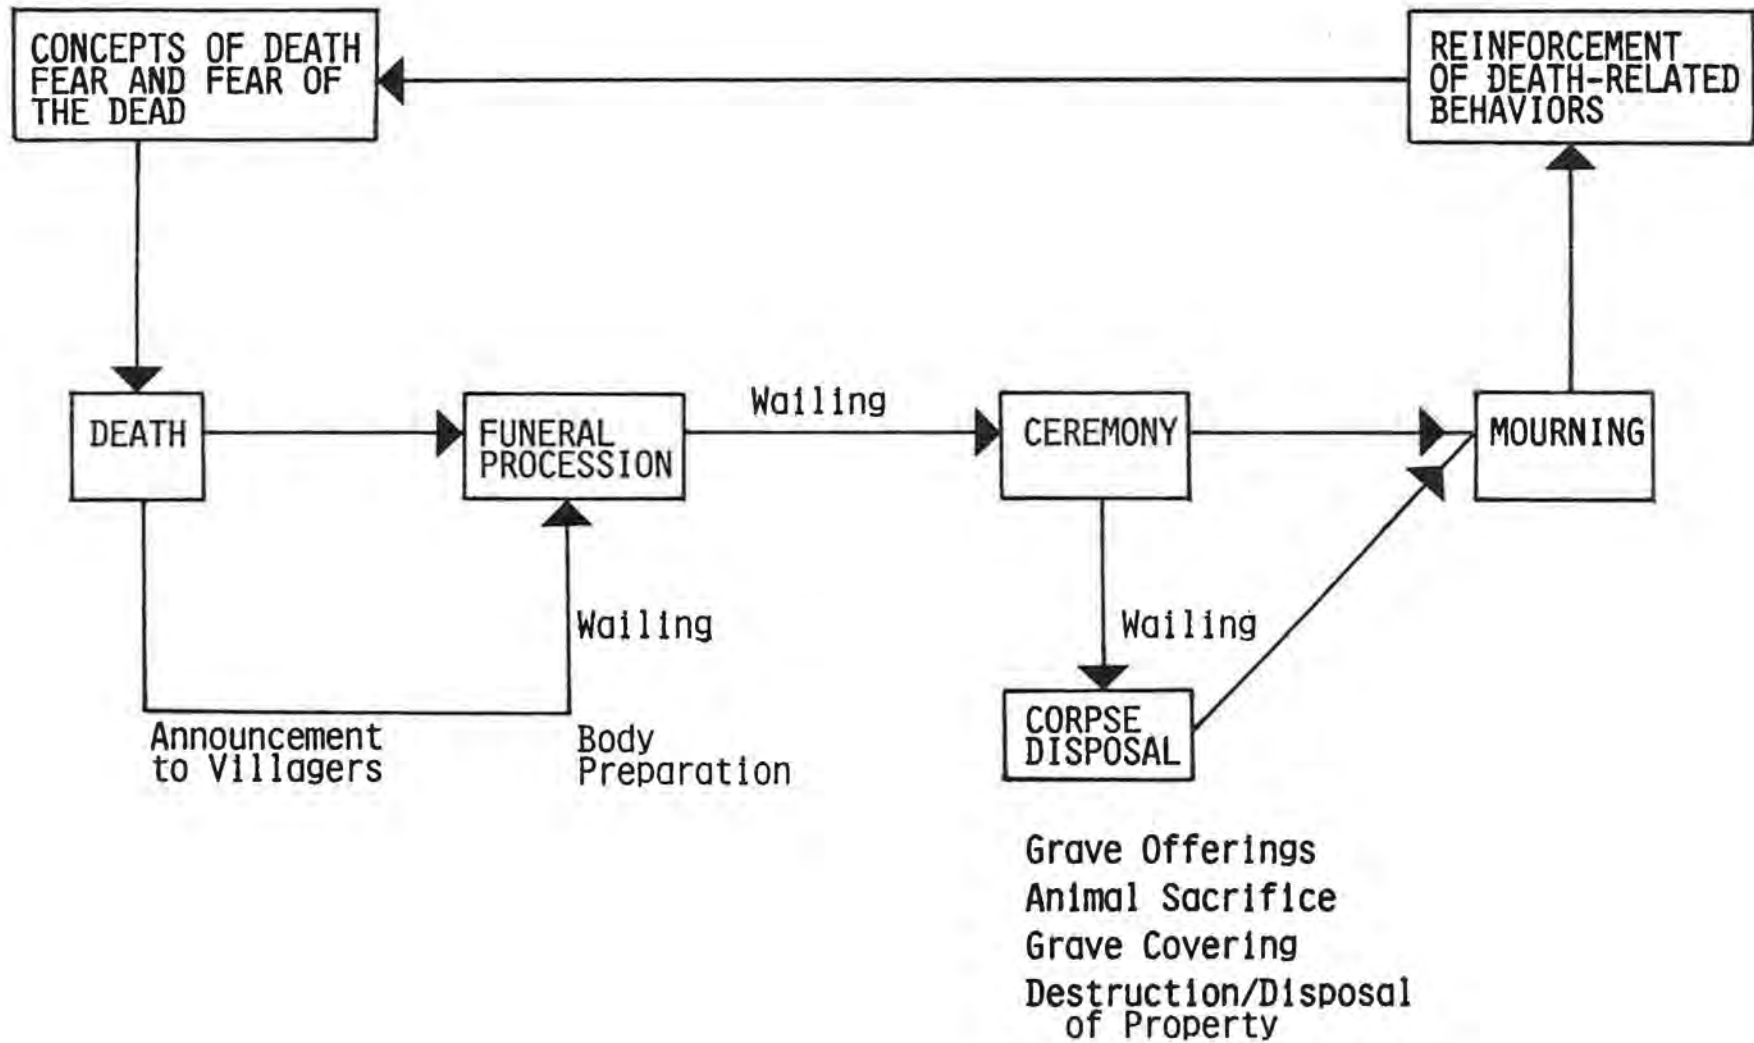 CONCEPTS OF DEATH
FEAR AND FEAR OF
THE DEAD
REINFORCEMENT
OF DEATH-RELATED
BEHAVIORS
DEATH
FUNERAL
PROCESSION
Wailing
CEREMONY
MOURNING
Wailing
Wailing
Announcement
to Villagers
Body
Preparation
CORPSE
DISPOSAL
Grave Offerings
Animal Sacrifice
Grave Covering
Destruction/Disposal
of Property